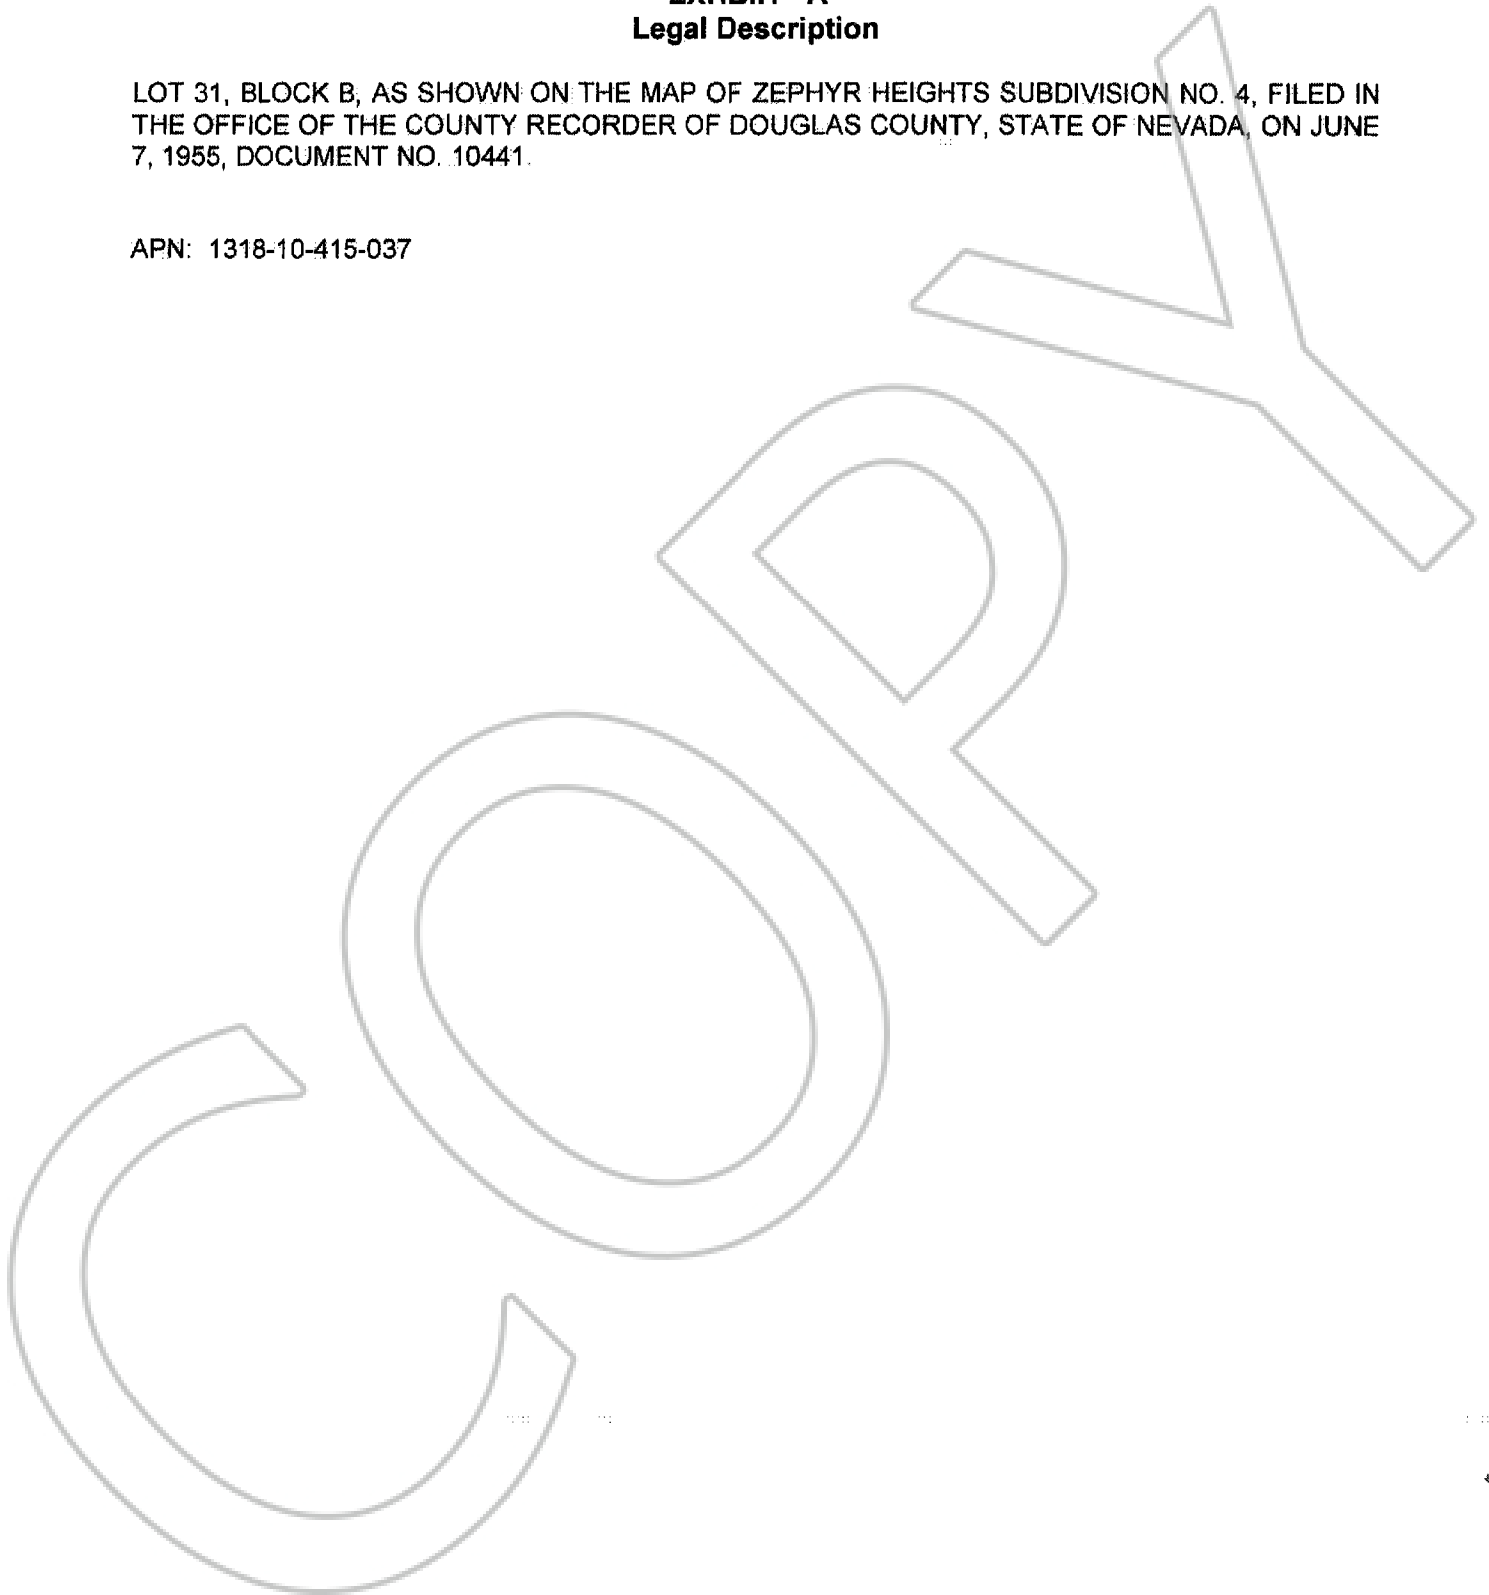 EXHIBIT "A"
Legal Description
LOT 31, BLOCK B, AS SHOWN ON THE MAP OF ZEPHYR HEIGHTS SUBDIVISION NO. 4, FILED IN
THE OFFICE OF THE COUNTY RECORDER OF DOUGLAS COUNTY, STATE OF NEVADA, ON JUNE
7, 1955, DOCUMENT NO. 10441.
APN: 1318-10-415-037
COPY